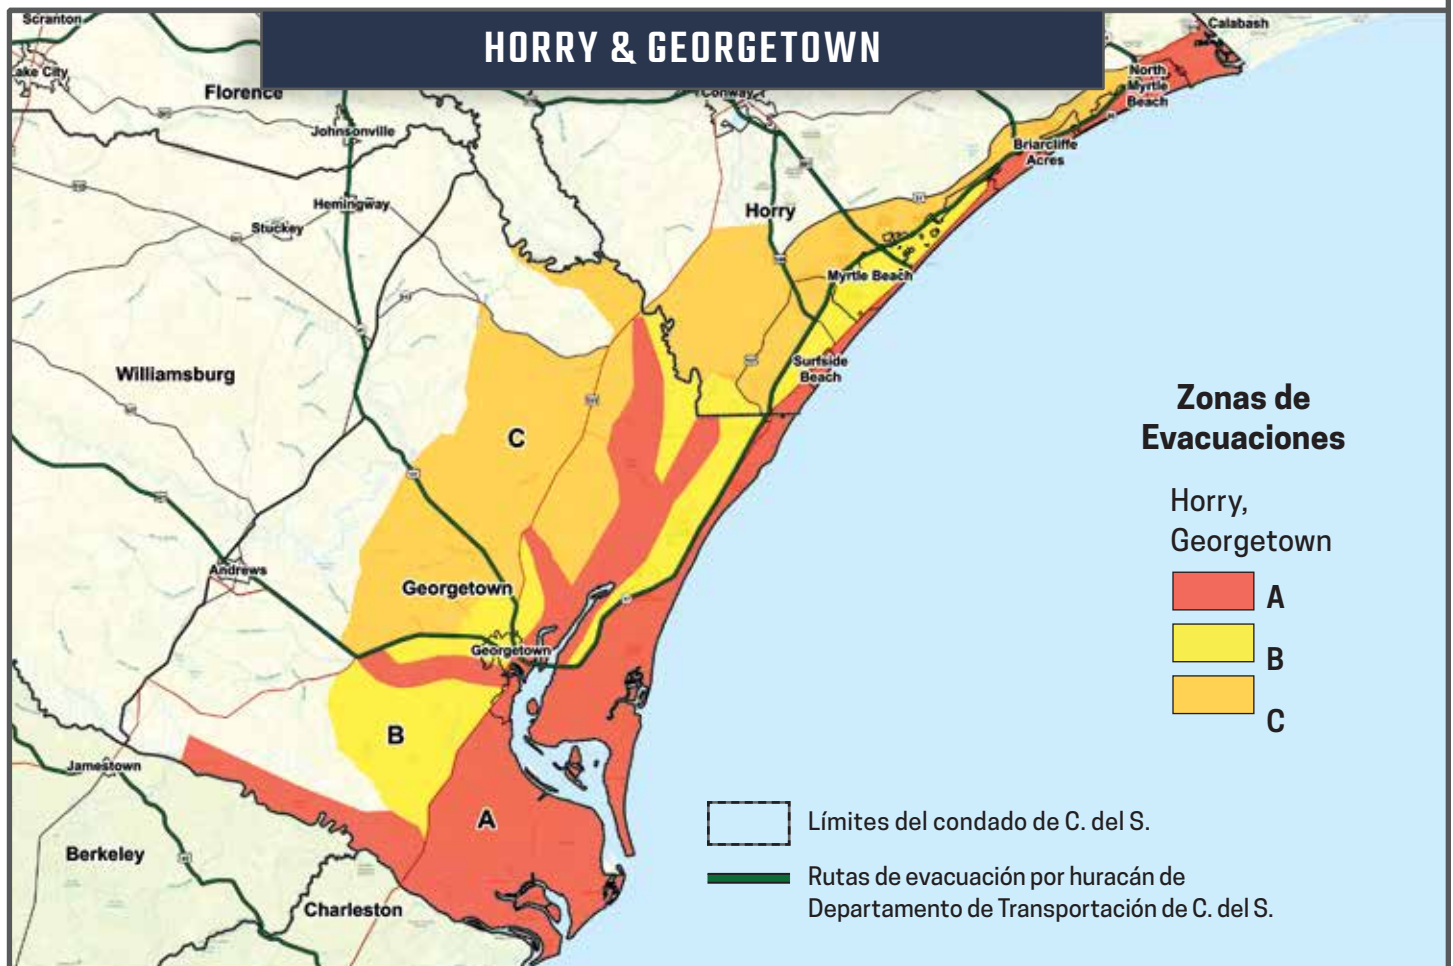 HORRY & GEORGETOWN
Scranton
Calabash
Lake City
Florence
Conway
North
Myrtle
Beach
Johnsonville
Briarcliffe
Acres
Hemingway
Horry
Stuckey
Myrtle Beach
Williamsburg
Surfside
Beach
Zonas de
Evacuaciones
C
Horry,
Georgetown
Andrews
Georgetown
A
Georgetown
B
C
B
Jamestown
A
Límites del condado de C. del S.
Berkeley
Rutas de evacuación por huracán de
Departamento de Transportación de C. del S.
Charleston